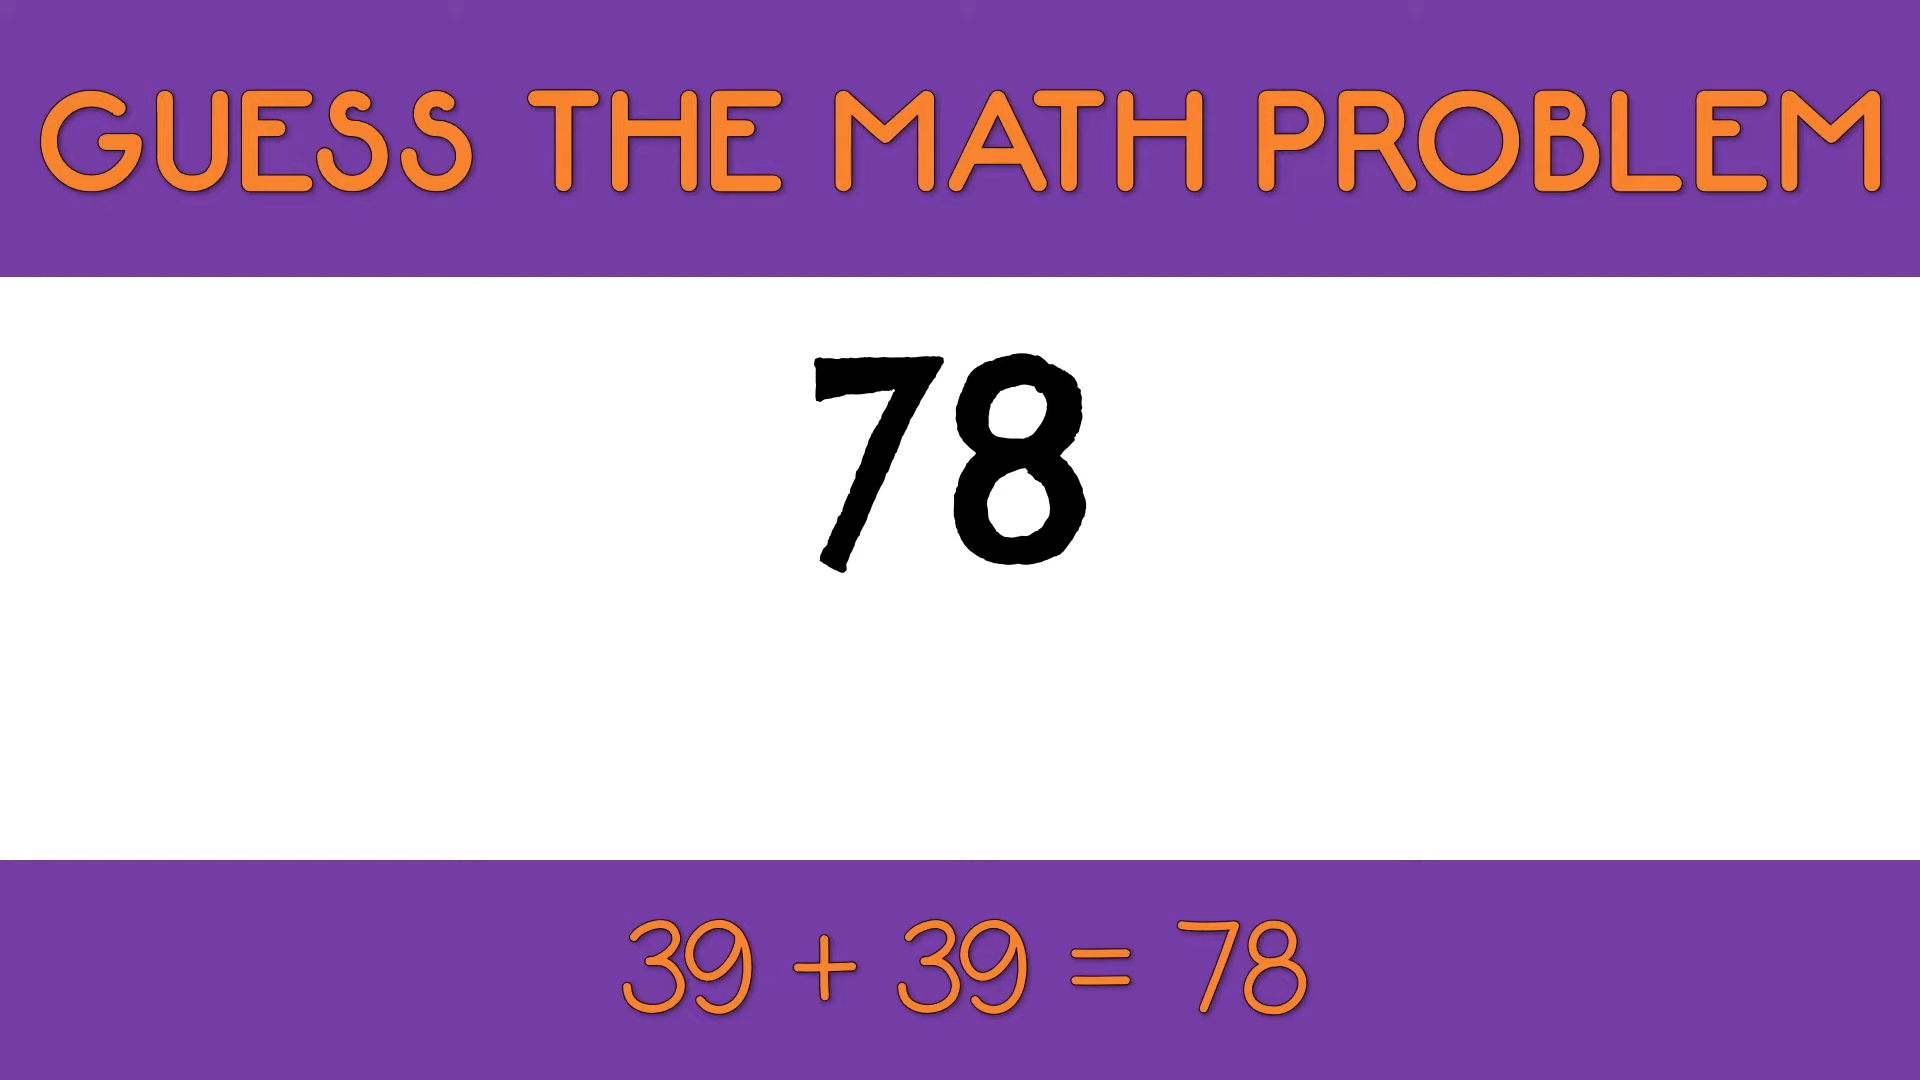 GUESS THE MATH PROBLEM
78
39 + 39 = 78